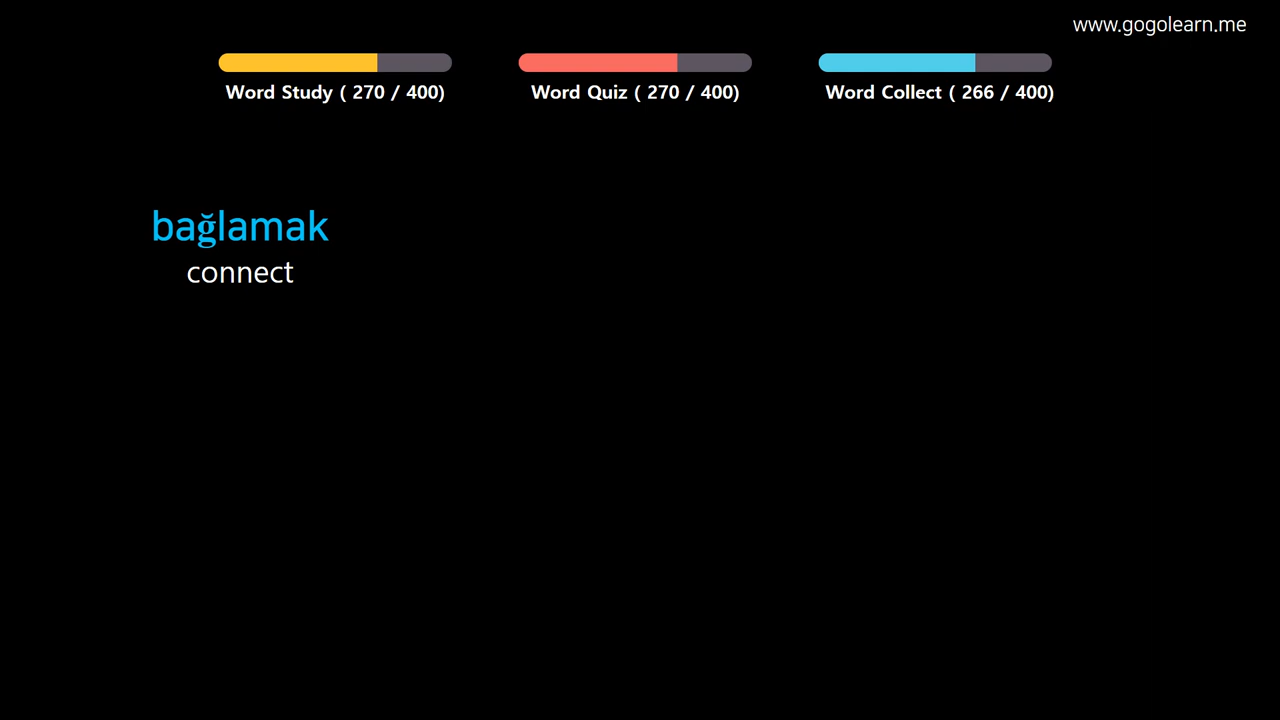 www.gogolearn.me
Word Study ( 270 / 400)
Word Quiz ( 270 / 400)
Word Collect ( 266 / 400)
bağlamak
connect